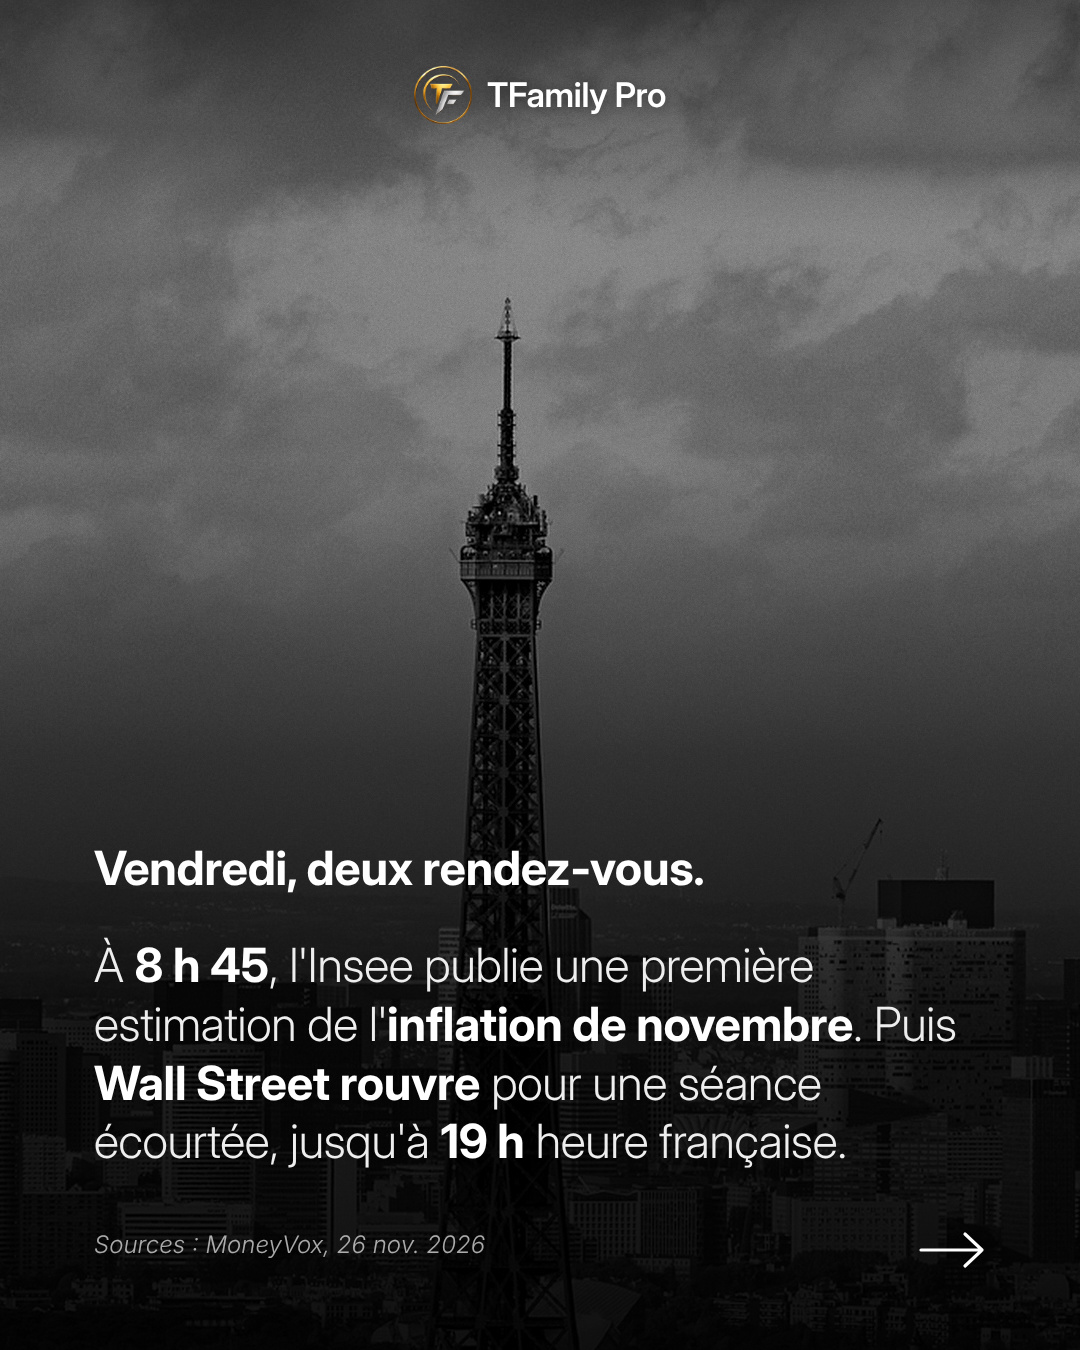 TF TFamily Pro
Vendredi, deux rendez-vous.
À 8 h 45, l'Insee publie une première
estimation de l'inflation de novembre. Puis
Wall Street rouvre pour une séance
écourtée, jusqu'à 19 h heure française.
Sources : MoneyVox, 26 nov. 2026